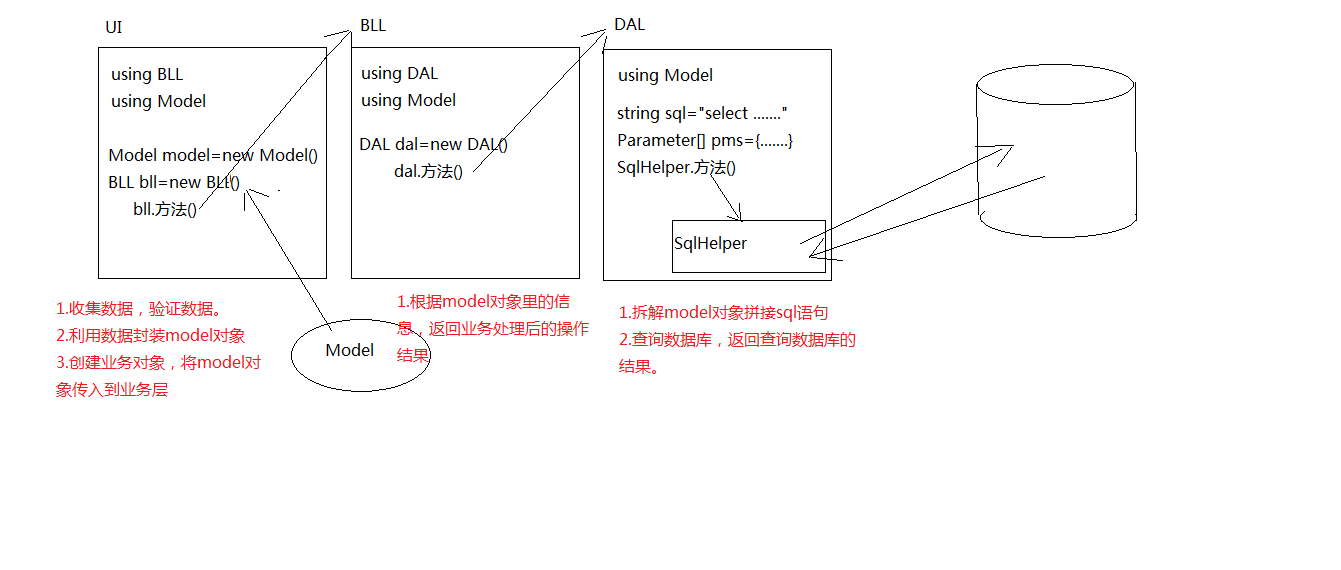 UI
using BLL
using Model
Model model=new Model()
BLL bll=new BLL()
bll.方法()
1.收集数据，验证数据。
2.利用数据封装model对象
3.创建业务对象，将model对
象传入到业务层
Model
BLL
using DAL
using Model
DAL dal=new DAL()
dal.方法()
1.根据model对象里的信
息，返回业务处理后的操作
结果
DAL
using Model
string sql="select ......."
Parameter[] pms={.......}
SqlHelper.方法()
SqlHelper
1.拆解model对象拼接sql语句
2.查询数据库，返回查询数据库的
结果。